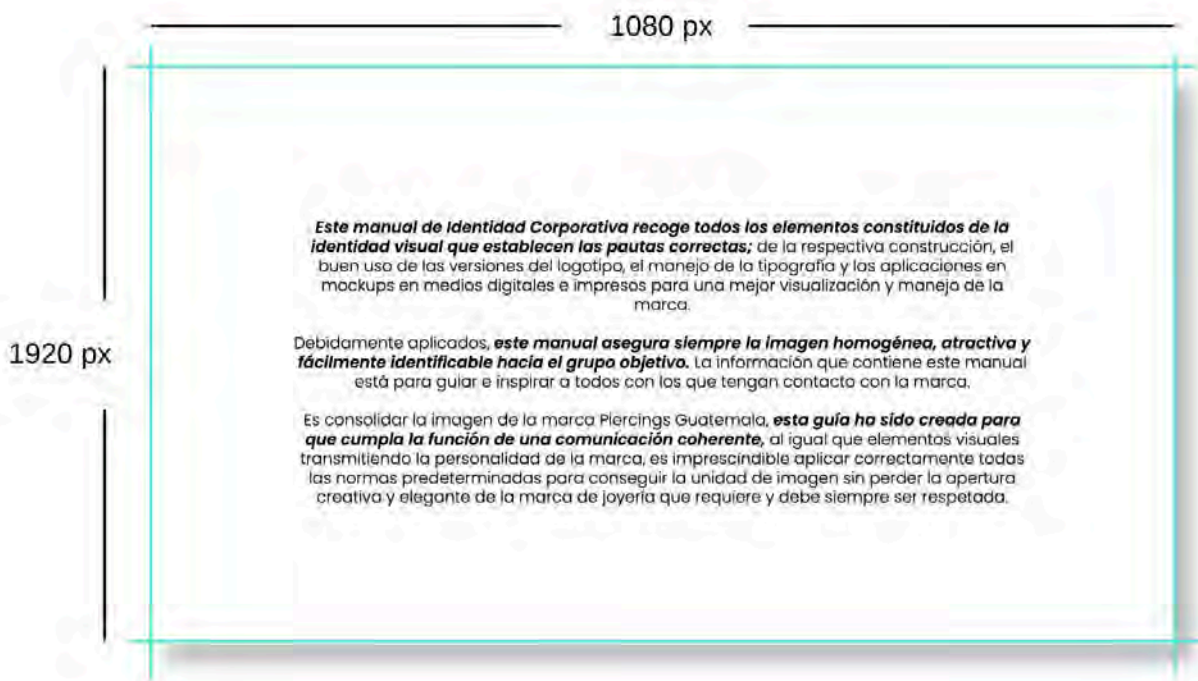 1080 px
Este manual de Identidad Corporativa recoge todos los elementos constituidos de la
identidad visual que establecen las pautas correctas; de la respectiva construcción, el
buen uso de las versiones del logotipo, el manejo de la tipografía y las aplicaciones en
mockups en medios digitales e impresos para una mejor visualización y manejo de la
marca.
1920 px
Debidamente aplicados, este manual asegura siempre la imagen homogénea, atractiva y
fácilmente identificable hacia el grupo objetivo. La información que contiene este manual
está para guiar e inspirar a todos con los que tengan contacto con la marca.
Es consolidar la imagen de la marca Piercings Guatemala, esta guía ha sido creada para
que cumpla la función de una comunicación coherente, al igual que elementos visuales
transmitiendo la personalidad de la marca, es imprescindible aplicar correctamente todas
las normas predeterminadas para conseguir la unidad de imagen sin perder la apertura
creativa y elegante de la marca de joyería que requiere y debe siempre ser respetada.